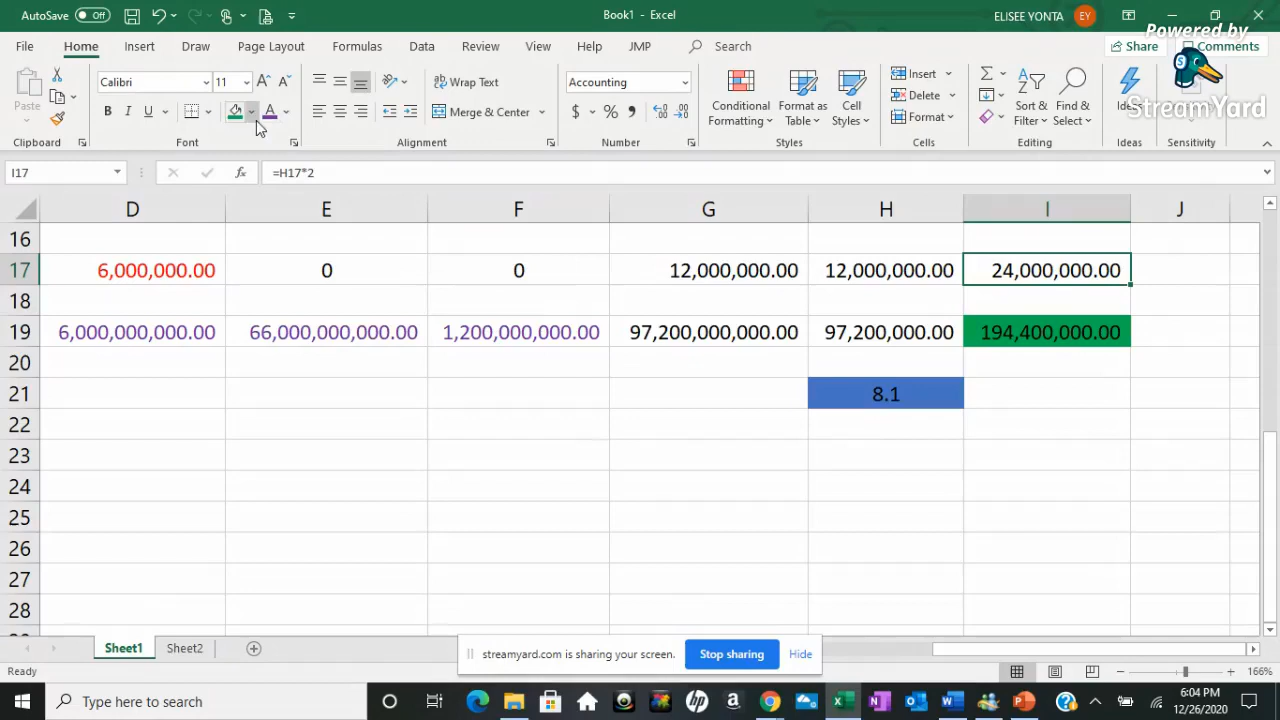 AutoSave Off Book1 - Excel ELISEE YONTA EY
Powered by
StreamYard
File Home Insert Draw Page Layout Formulas Data Review View Help JMP Search Share Comments
Paste Calibri 11 A A Wrap Text Accounting Conditional Formatting Format as Table Cell Styles Insert Delete Format Sort & Filter Find & Select Ideas
B I U A Merge & Center $ %
Clipboard Font Alignment Number Styles Cells Editing Ideas Sensitivity
I17 fx =H17*2
D E F G H I J
16
17 6,000,000.00 0 0 12,000,000.00 12,000,000.00 24,000,000.00
18
19 6,000,000,000.00 66,000,000,000.00 1,200,000,000.00 97,200,000,000.00 97,200,000.00 194,400,000.00
20
21 8.1
22
23
24
25
26
27
28
Sheet1 Sheet2
streamyard.com is sharing your screen. Stop sharing Hide
Ready 166%
Type here to search
6:04 PM
12/26/2020